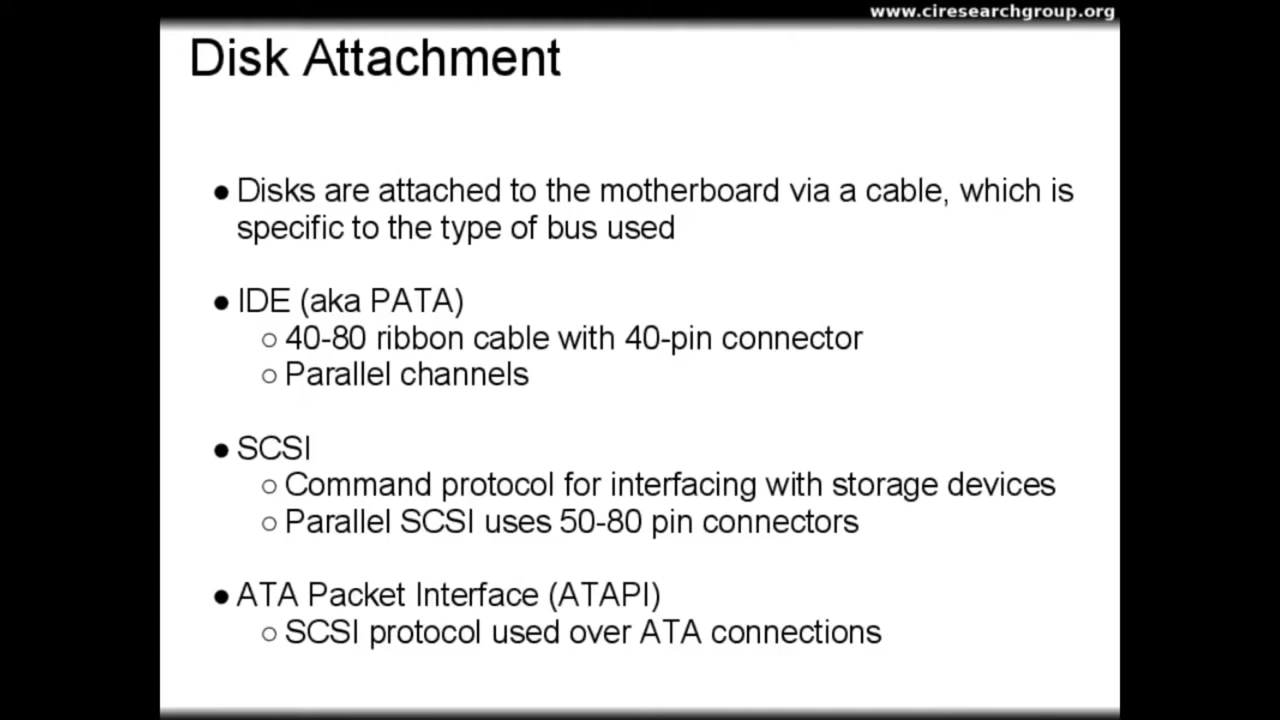 www.ciresearchgroup.org
Disk Attachment
● Disks are attached to the motherboard via a cable, which is
specific to the type of bus used
● IDE (aka PATA)
○ 40-80 ribbon cable with 40-pin connector
○ Parallel channels
● SCSI
○ Command protocol for interfacing with storage devices
○ Parallel SCSI uses 50-80 pin connectors
● ATA Packet Interface (ATAPI)
○ SCSI protocol used over ATA connections